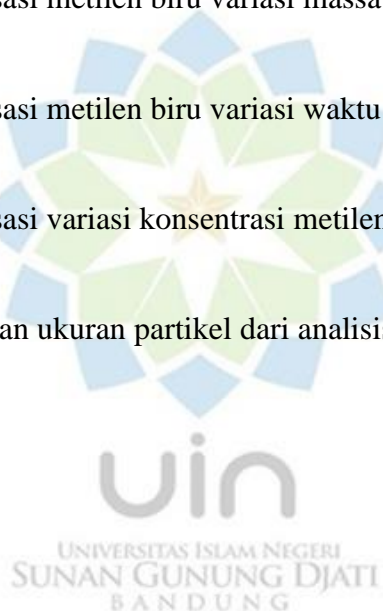 sasi metilen biru variasi massa
sasi metilen biru variasi waktu
sasi variasi konsentrasi metilen
an ukuran partikel dari analisis
uin
UNIVERSITAS ISLAM NEGERI
SUNAN GUNUNG DJATI
BANDUNG